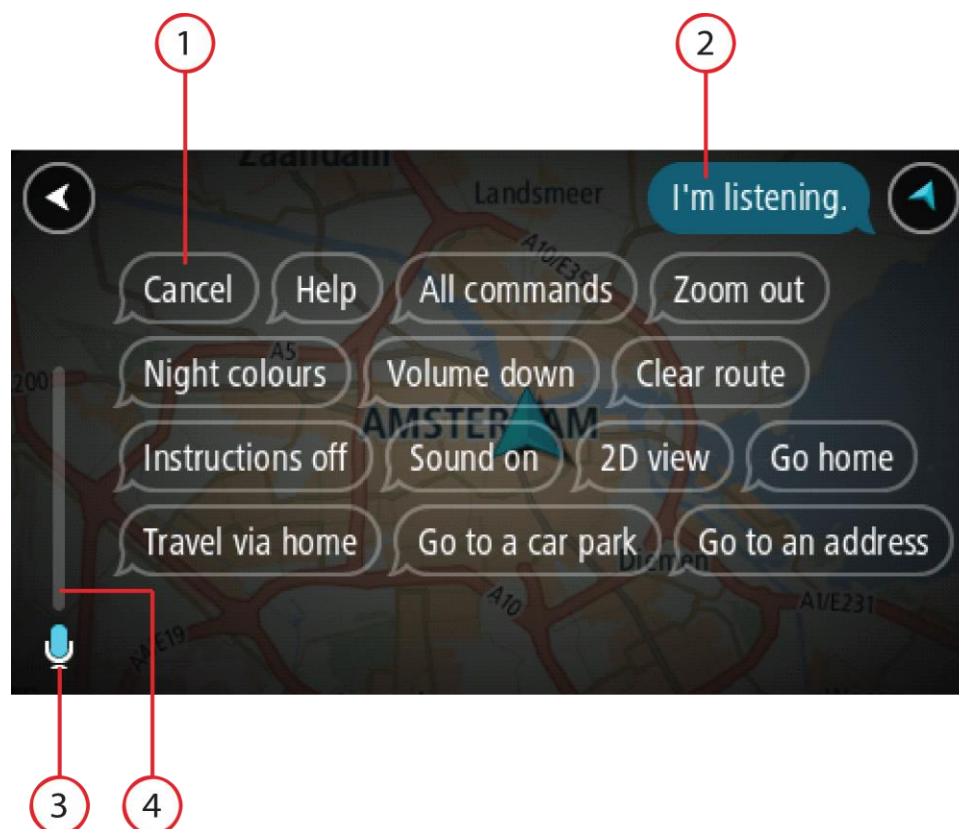 1
2
Zaandam
Landsmeer
I'm listening.
A10/E35
Cancel
Help
All commands
Zoom out
A5
200
Night colours
Volume down
Clear route
AMSTERDAM
Instructions off
Sound on
2D view
Go home
Travel via home
Go to a car park
Go to an address
Diemen
A10
A1/E231
A4/E19
3
4